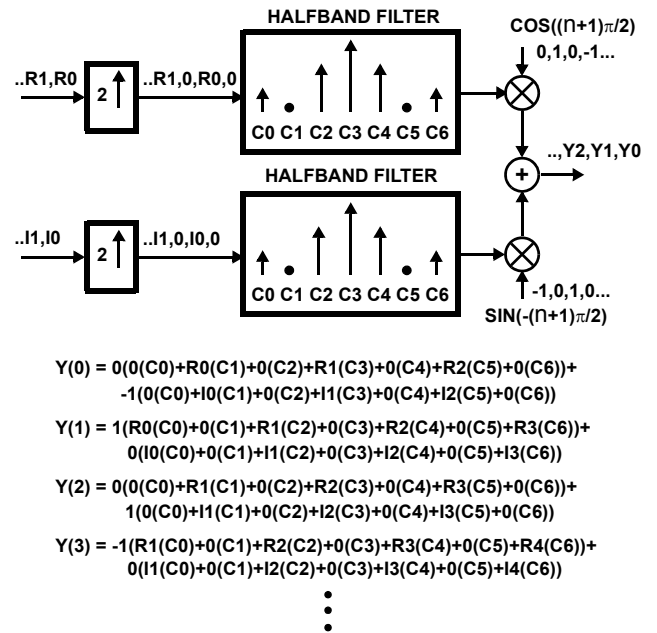 HALFBAND FILTER
COS((n+1)π/2)
0,1,0,-1...
..R1,R0
2
..R1,0,R0,0
C0 C1 C2 C3 C4 C5 C6
..,Y2,Y1,Y0
+
HALFBAND FILTER
..I1,I0
2
..I1,0,I0,0
C0 C1 C2 C3 C4 C5 C6
-1,0,1,0...
SIN(-(n+1)π/2)
Y(0) = 0(0(C0)+R0(C1)+0(C2)+R1(C3)+0(C4)+R2(C5)+0(C6))+
-1(0(C0)+I0(C1)+0(C2)+I1(C3)+0(C4)+I2(C5)+0(C6))
Y(1) = 1(R0(C0)+0(C1)+R1(C2)+0(C3)+R2(C4)+0(C5)+R3(C6))+
0(I0(C0)+0(C1)+I1(C2)+0(C3)+I2(C4)+0(C5)+I3(C6))
Y(2) = 0(0(C0)+R1(C1)+0(C2)+R2(C3)+0(C4)+R3(C5)+0(C6))+
1(0(C0)+I1(C1)+0(C2)+I2(C3)+0(C4)+I3(C5)+0(C6))
Y(3) = -1(R1(C0)+0(C1)+R2(C2)+0(C3)+R3(C4)+0(C5)+R4(C6))+
0(I1(C0)+0(C1)+I2(C2)+0(C3)+I3(C4)+0(C5)+I4(C6))